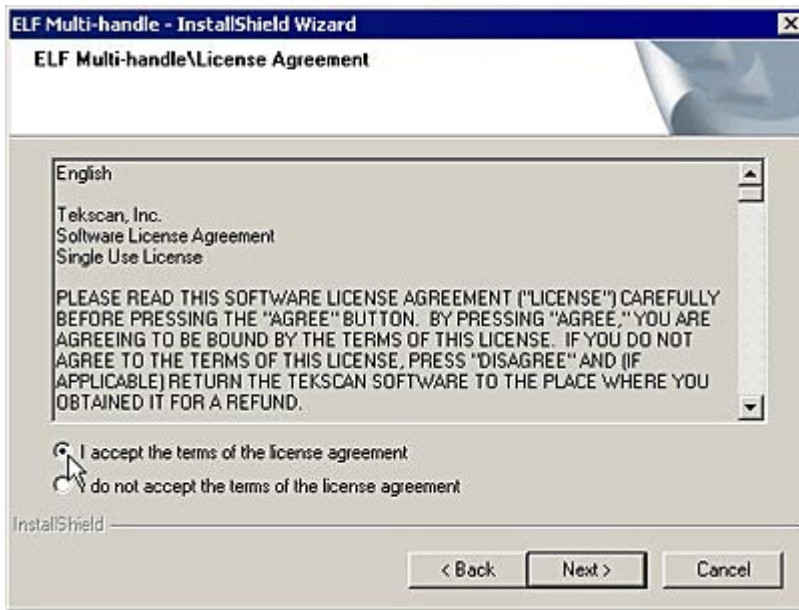 ELF Multi-handle - InstallShield Wizard
ELF Multi-handle\License Agreement
English
Tekscan, Inc.
Software License Agreement
Single Use License
PLEASE READ THIS SOFTWARE LICENSE AGREEMENT ("LICENSE") CAREFULLY
BEFORE PRESSING THE "AGREE" BUTTON.  BY PRESSING "AGREE," YOU ARE
AGREEING TO BE BOUND BY THE TERMS OF THIS LICENSE.  IF YOU DO NOT
AGREE TO THE TERMS OF THIS LICENSE, PRESS "DISAGREE" AND (IF
APPLICABLE) RETURN THE TEKSCAN SOFTWARE TO THE PLACE WHERE YOU
OBTAINED IT FOR A REFUND.
I accept the terms of the license agreement
I do not accept the terms of the license agreement
InstallShield
< Back Next > Cancel